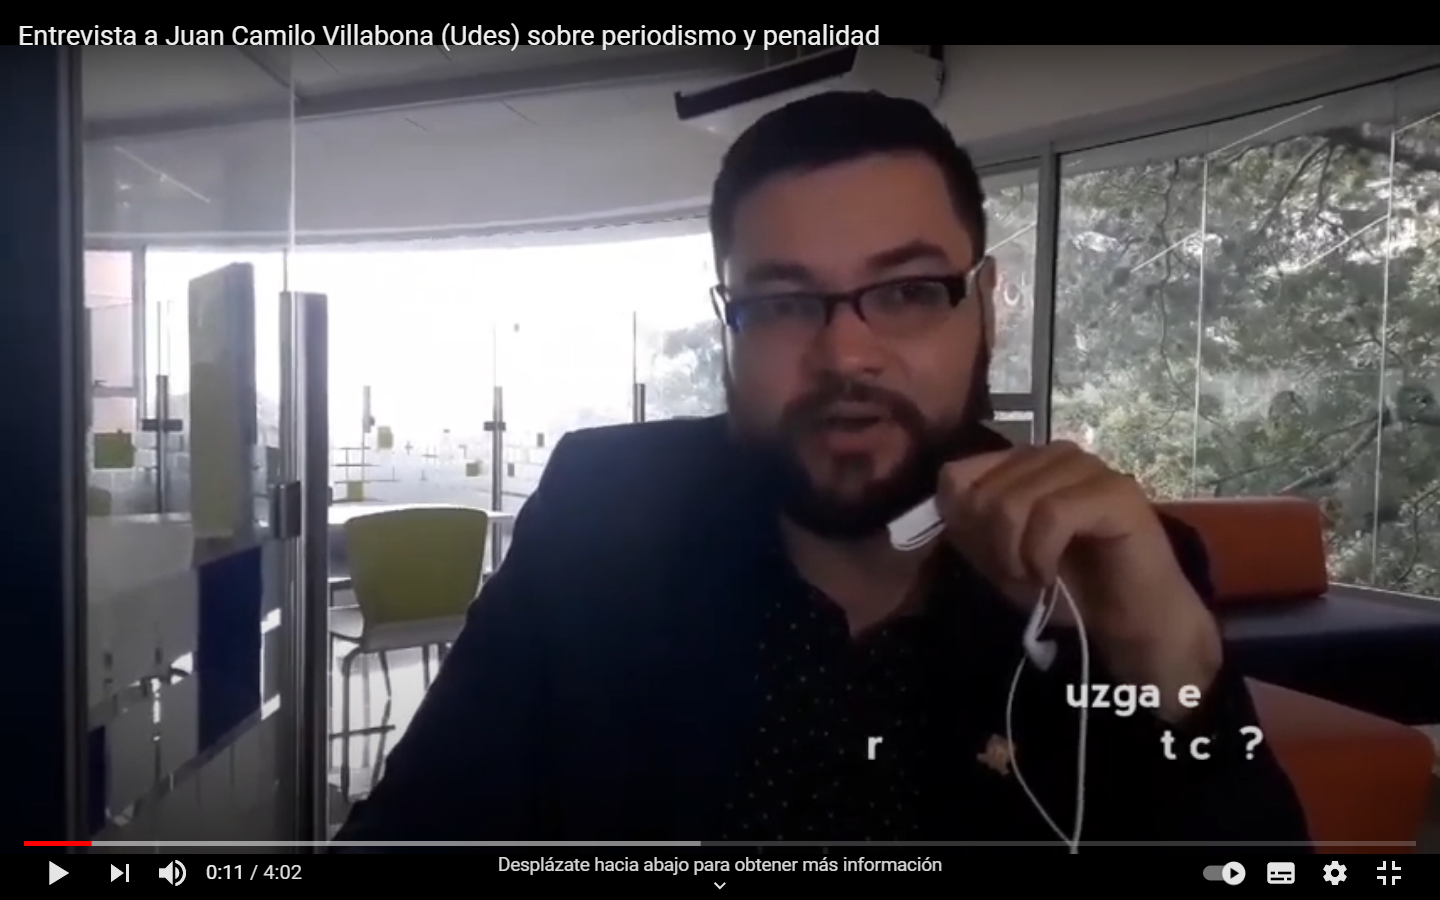 Entrevista a Juan Camilo Villabona (Udes) sobre periodismo y penalidad
uzga e
r tc ?
0:11 / 4:02
Desplázate hacia abajo para obtener más información